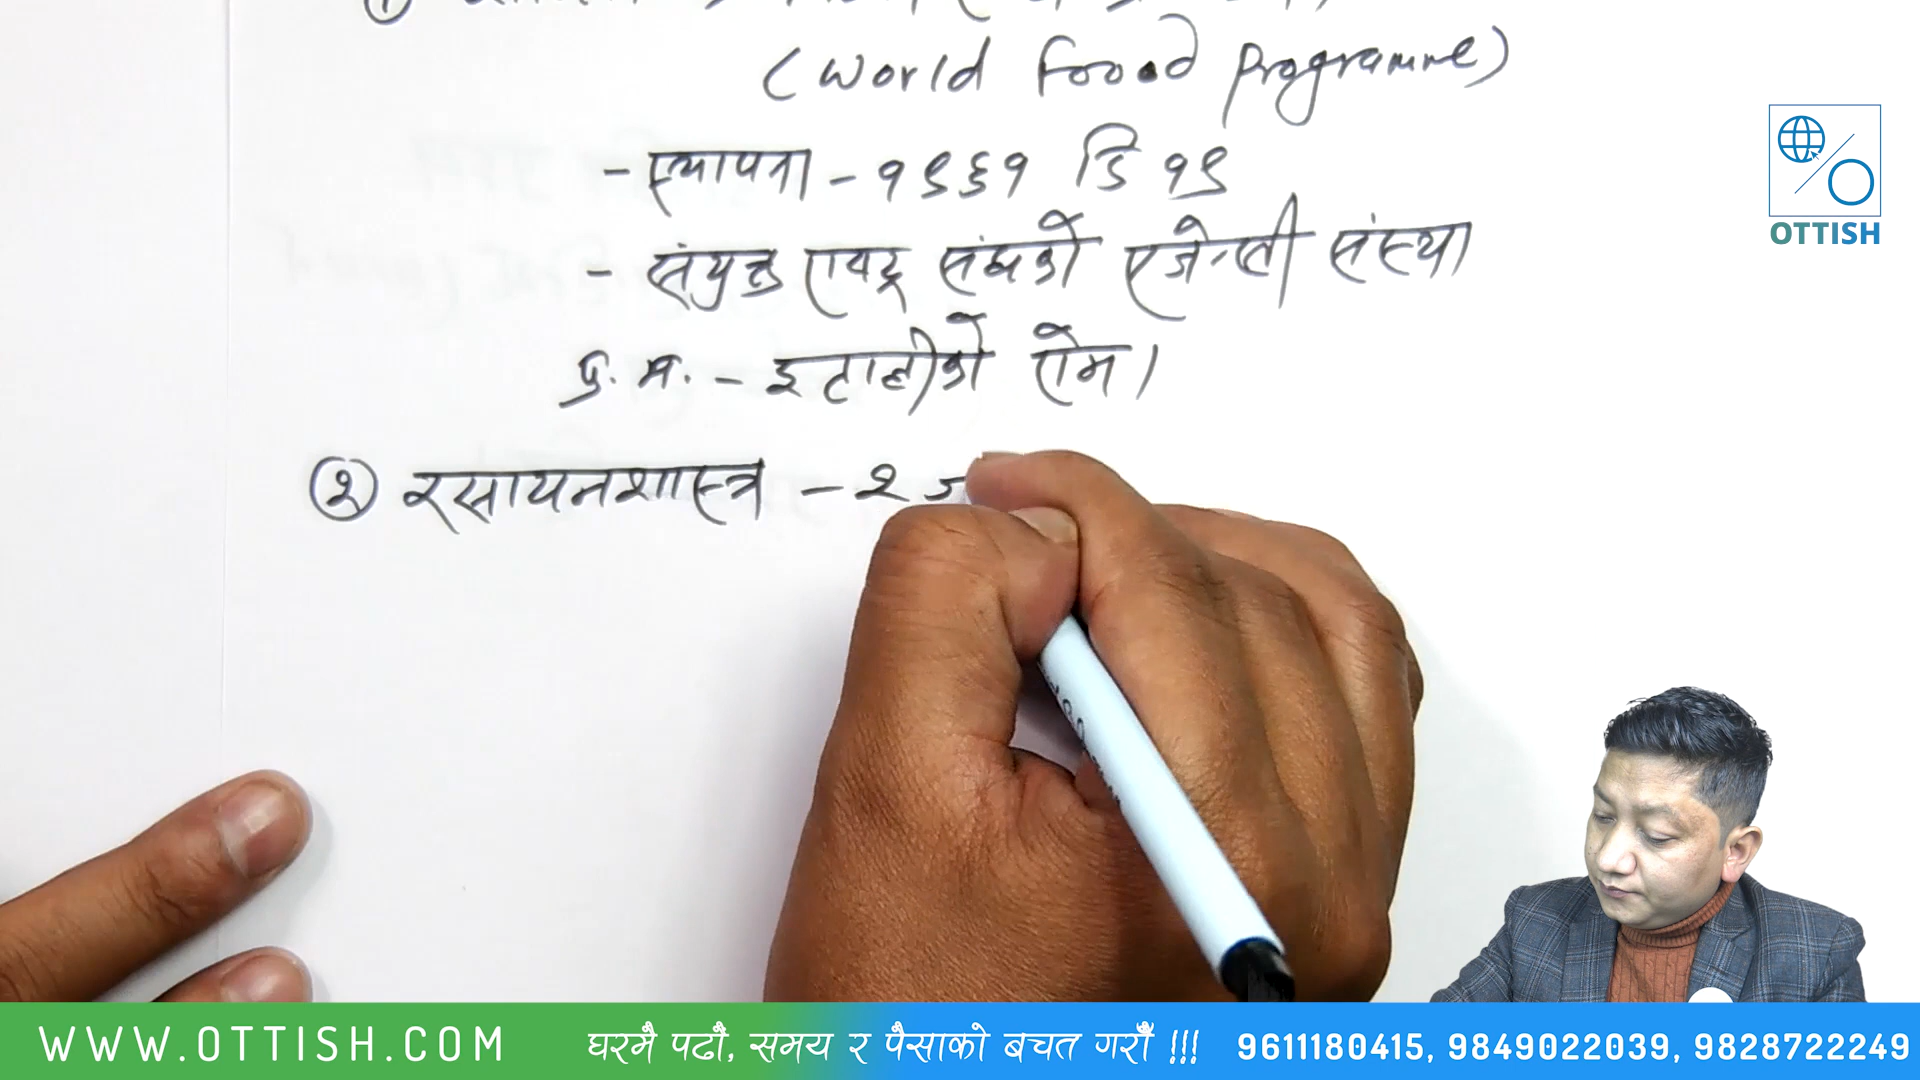 (World Foood Programme)
- स्थापना - १९६१ डि १९
- संयुक्त राष्ट्र संघको एजेन्सी संस्था
प्र. का. - इटालीको रोम।
② रसायनशास्त्र - २ ज
OTTISH
WWW.OTTISH.COM
घरमै पढौं, समय र पैसाको बचत गरौं !!!
9611180415, 9849022039, 9828722249